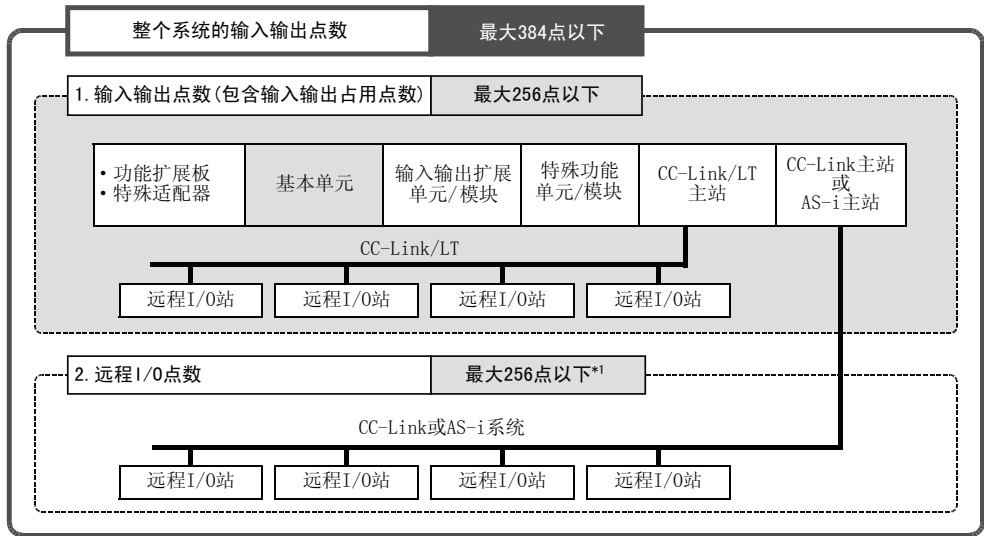 整个系统的输入输出点数
最大384点以下
1. 输入输出点数(包含输入输出占用点数)
最大256点以下
・功能扩展板
・特殊适配器
基本单元
输入输出扩展
单元/模块
特殊功能
单元/模块
CC-Link/LT
主站
CC-Link主站
或
AS-i主站
CC-Link/LT
远程I/O站
远程I/O站
远程I/O站
远程I/O站
2. 远程I/O点数
最大256点以下*1
CC-Link或AS-i系统
远程I/O站
远程I/O站
远程I/O站
远程I/O站